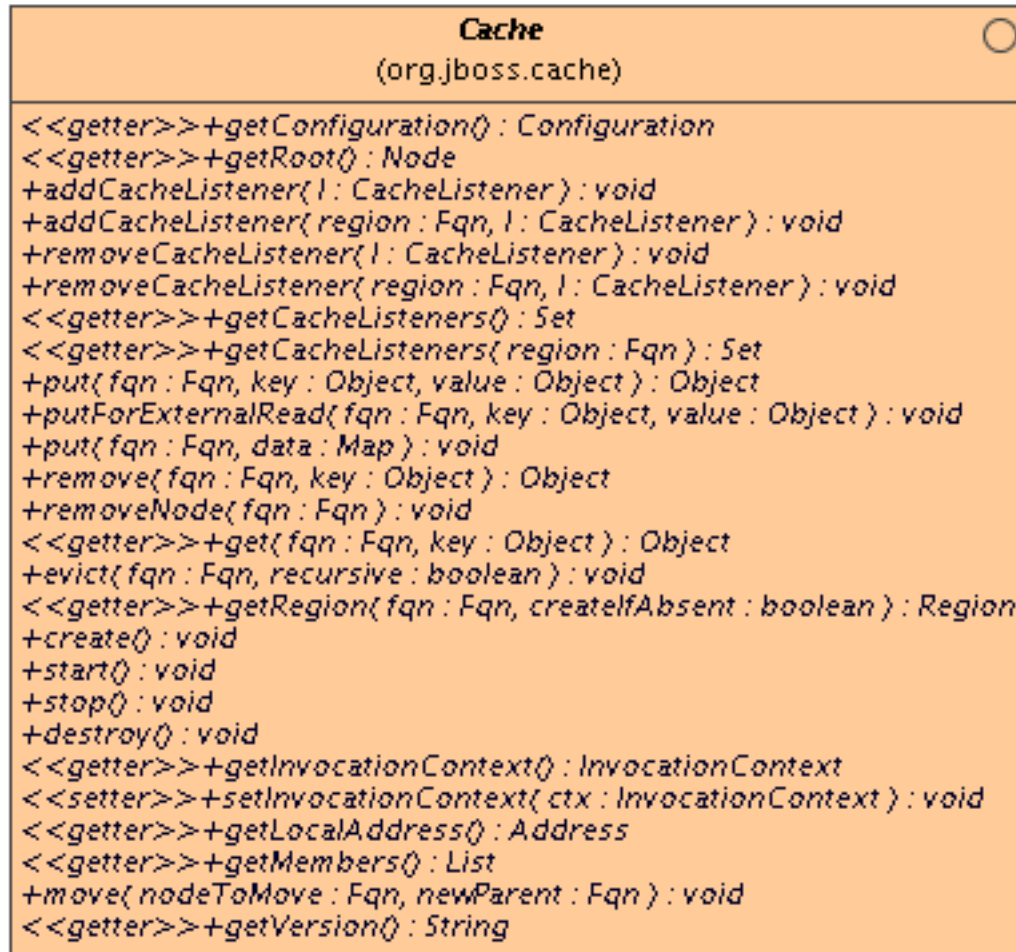 Cache
(org.jboss.cache)
<<getter>>+getConfiguration() : Configuration
<<getter>>+getRoot() : Node
+addCacheListener( l : CacheListener ) : void
+addCacheListener( region : Fqn, l : CacheListener ) : void
+removeCacheListener( l : CacheListener ) : void
+removeCacheListener( region : Fqn, l : CacheListener ) : void
<<getter>>+getCacheListeners() : Set
<<getter>>+getCacheListeners( region : Fqn ) : Set
+put( fqn : Fqn, key : Object, value : Object ) : Object
+putForExternalRead( fqn : Fqn, key : Object, value : Object ) : void
+put( fqn : Fqn, data : Map ) : void
+remove( fqn : Fqn, key : Object ) : Object
+removeNode( fqn : Fqn ) : void
<<getter>>+get( fqn : Fqn, key : Object ) : Object
+evict( fqn : Fqn, recursive : boolean ) : void
<<getter>>+getRegion( fqn : Fqn, createIfAbsent : boolean ) : Region
+create() : void
+start() : void
+stop() : void
+destroy() : void
<<getter>>+getInvocationContext() : InvocationContext
<<setter>>+setInvocationContext( ctx : InvocationContext ) : void
<<getter>>+getLocalAddress() : Address
<<getter>>+getMembers() : List
+move( nodeToMove : Fqn, newParent : Fqn ) : void
<<getter>>+getVersion() : String